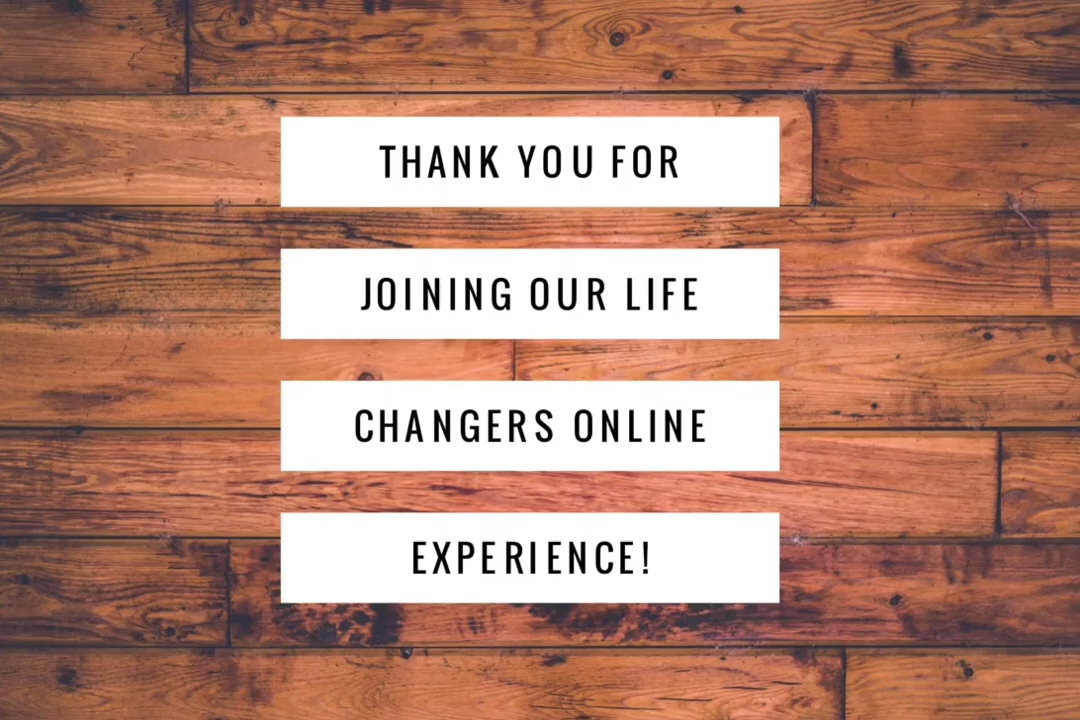 THANK YOU FOR
JOINING OUR LIFE
CHANGERS ONLINE
EXPERIENCE!